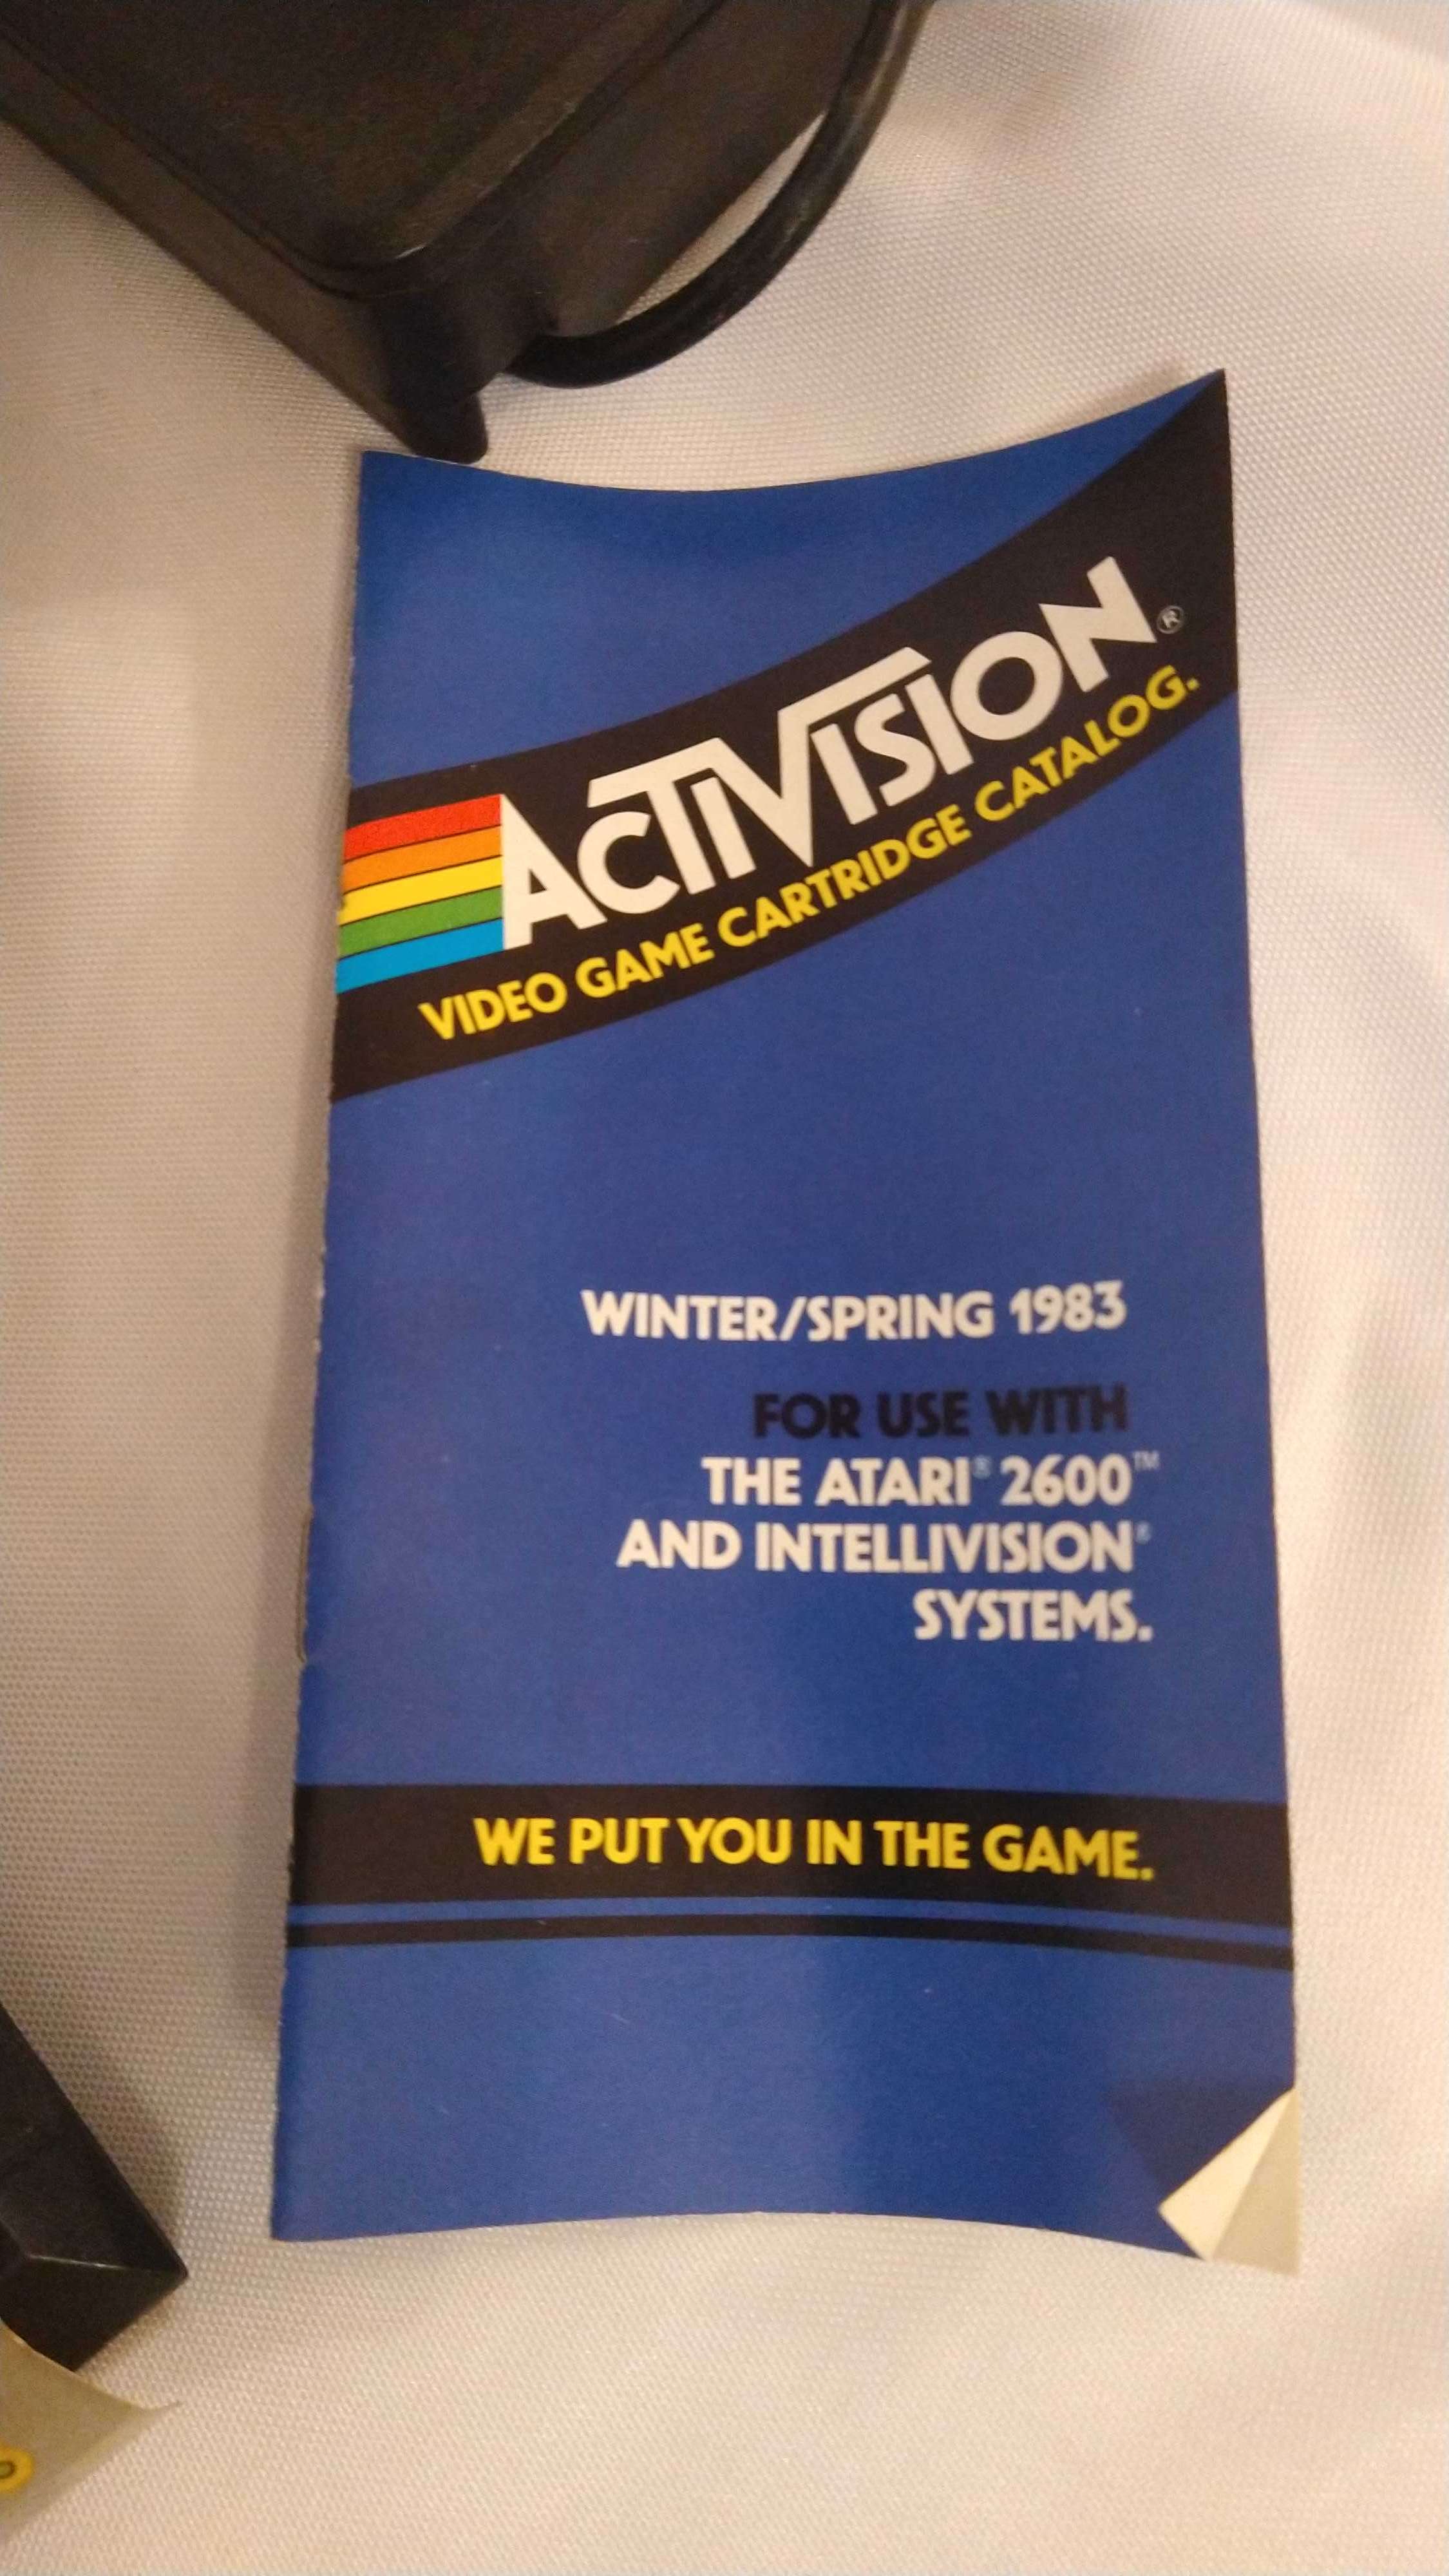 ACTIVISION®
VIDEO GAME CARTRIDGE CATALOG.
WINTER/SPRING 1983
FOR USE WITH
THE ATARI® 2600™
AND INTELLIVISION®
SYSTEMS.
WE PUT YOU IN THE GAME.